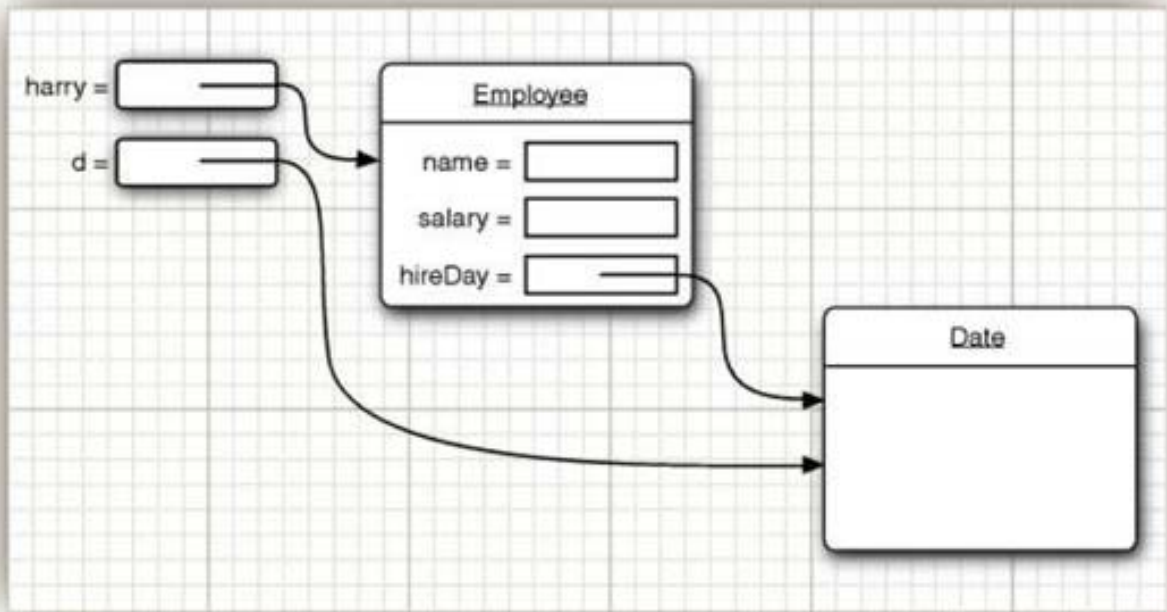 harry =
d =
Employee
name =
salary =
hireDay =
Date